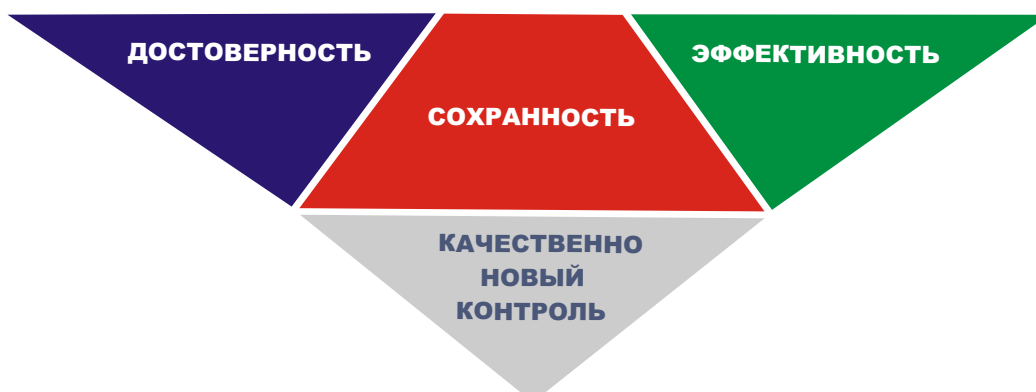 ДОСТОВЕРНОСТЬ
ЭФФЕКТИВНОСТЬ
СОХРАННОСТЬ
КАЧЕСТВЕННО
НОВЫЙ
КОНТРОЛЬ